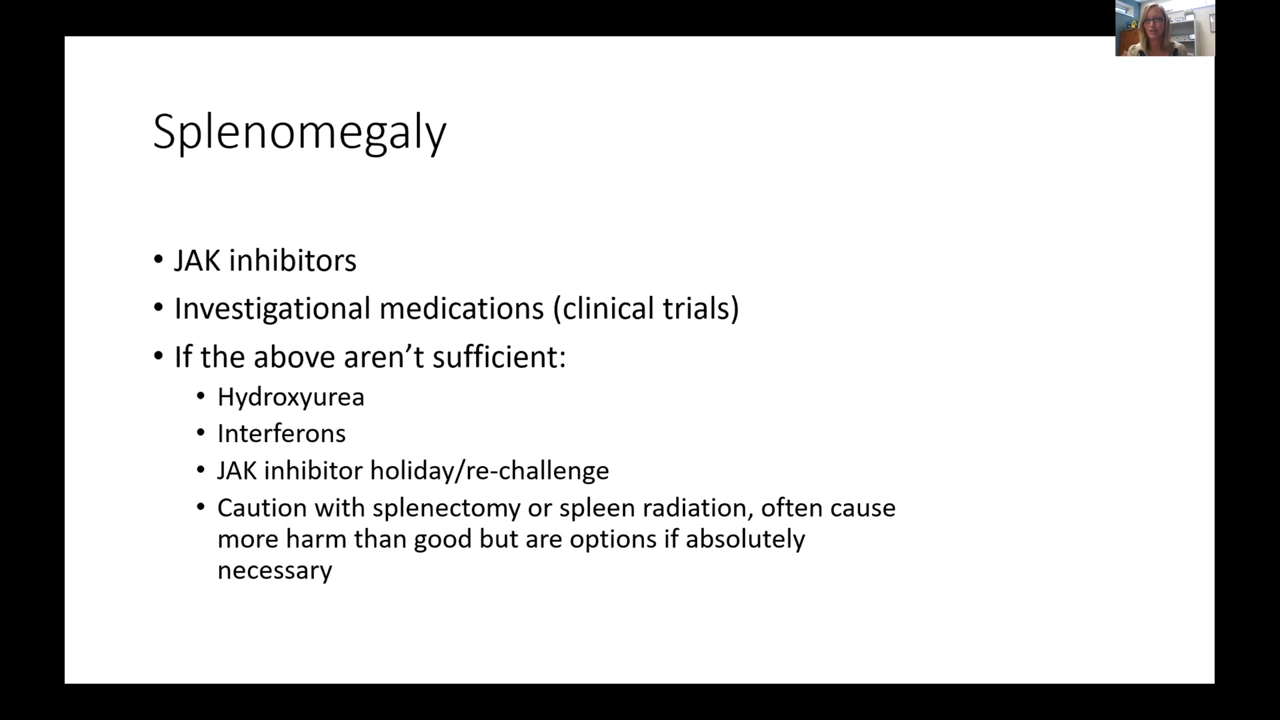 Splenomegaly
• JAK inhibitors
• Investigational medications (clinical trials)
• If the above aren’t sufficient:
• Hydroxyurea
• Interferons
• JAK inhibitor holiday/re-challenge
• Caution with splenectomy or spleen radiation, often cause
more harm than good but are options if absolutely
necessary